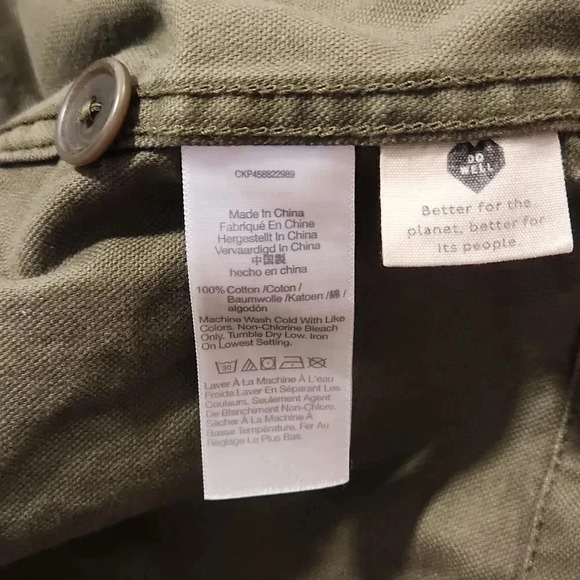 CKP458822989
Made In China
Fabriqué En Chine
Hergestellt In China
Vervaardigd In China
中国製
hecho en china
100% Cotton /Coton /
Baumwolle /Katoen /綿 /
algodón
Machine Wash Cold With Like
Colors. Non-Chlorine Bleach
Only. Tumble Dry Low. Iron
On Lowest Setting.
30
Laver À La Machine À L'eau
Froide.Laver En Séparant Les
Couleurs. Seulement Agent
De Blanchiment Non-Chlore.
Sécher À La Machine À
Basse Température, Fer Au
Réglage Le Plus Bas.
DO
WELL
Better for the
planet, better for
its people